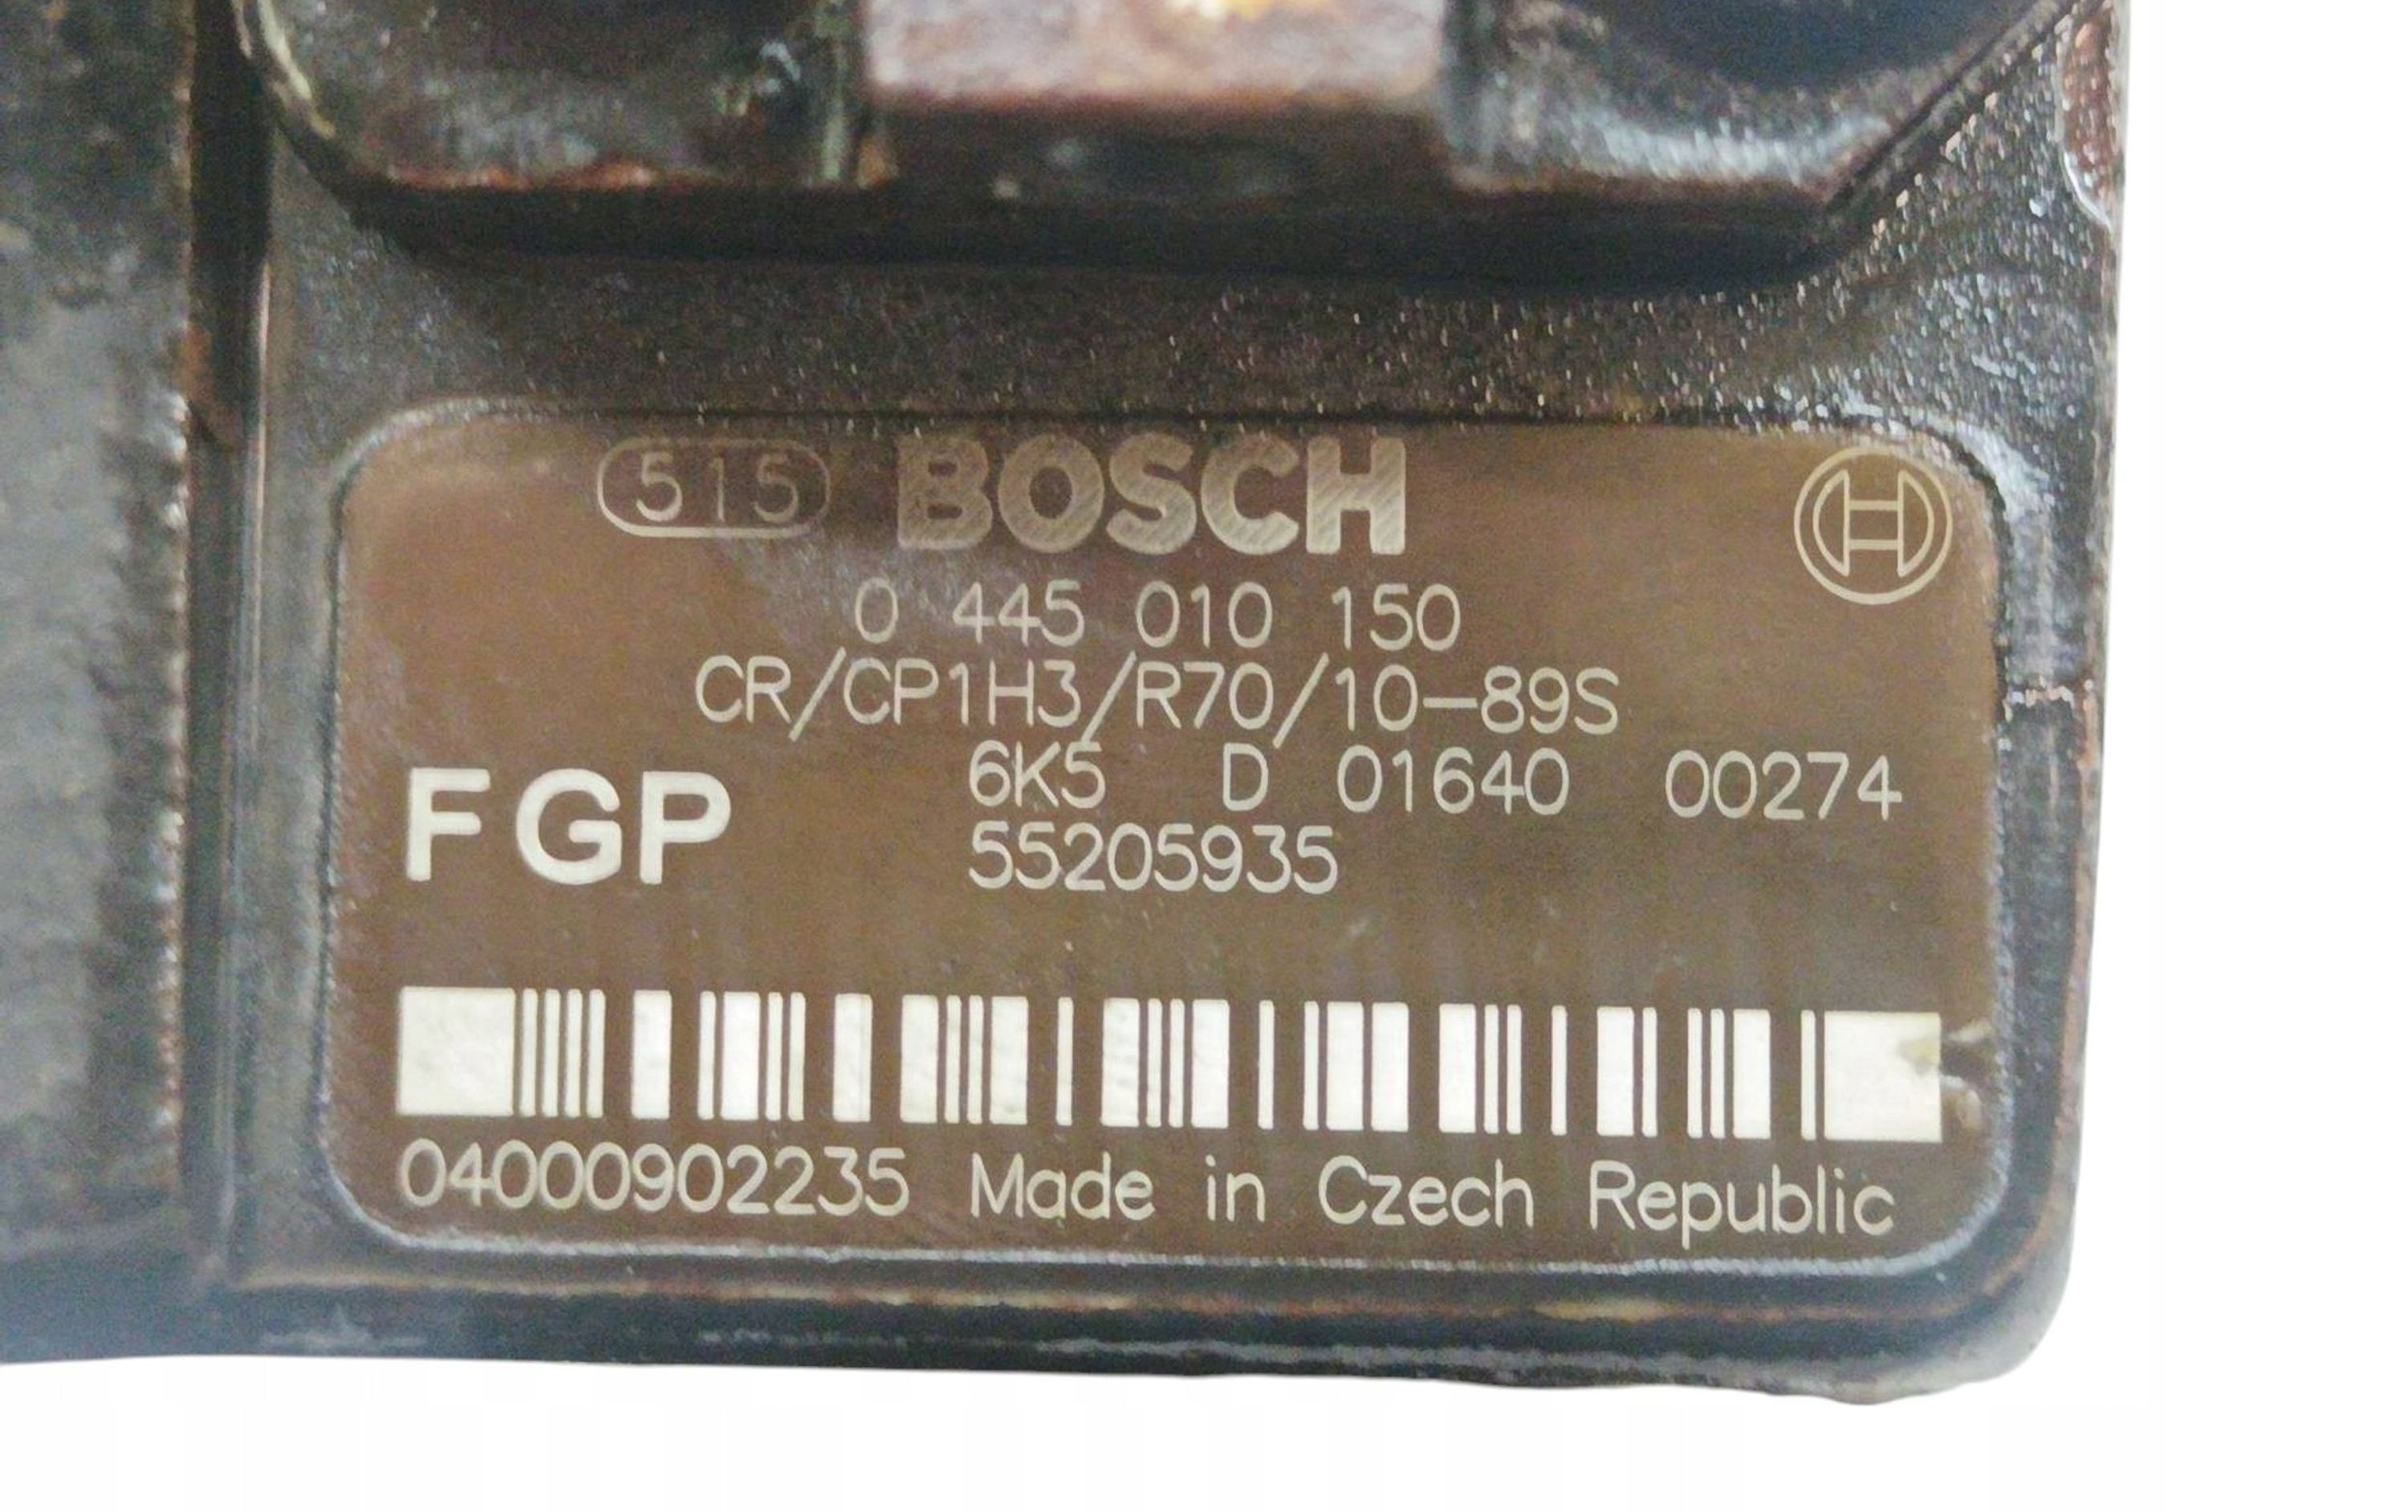 515 BOSCH
0 445 010 150
CR/CP1H3/R70/10-89S
6K5 D 01640 00274
FGP
55205935
04000902235 Made in Czech Republic